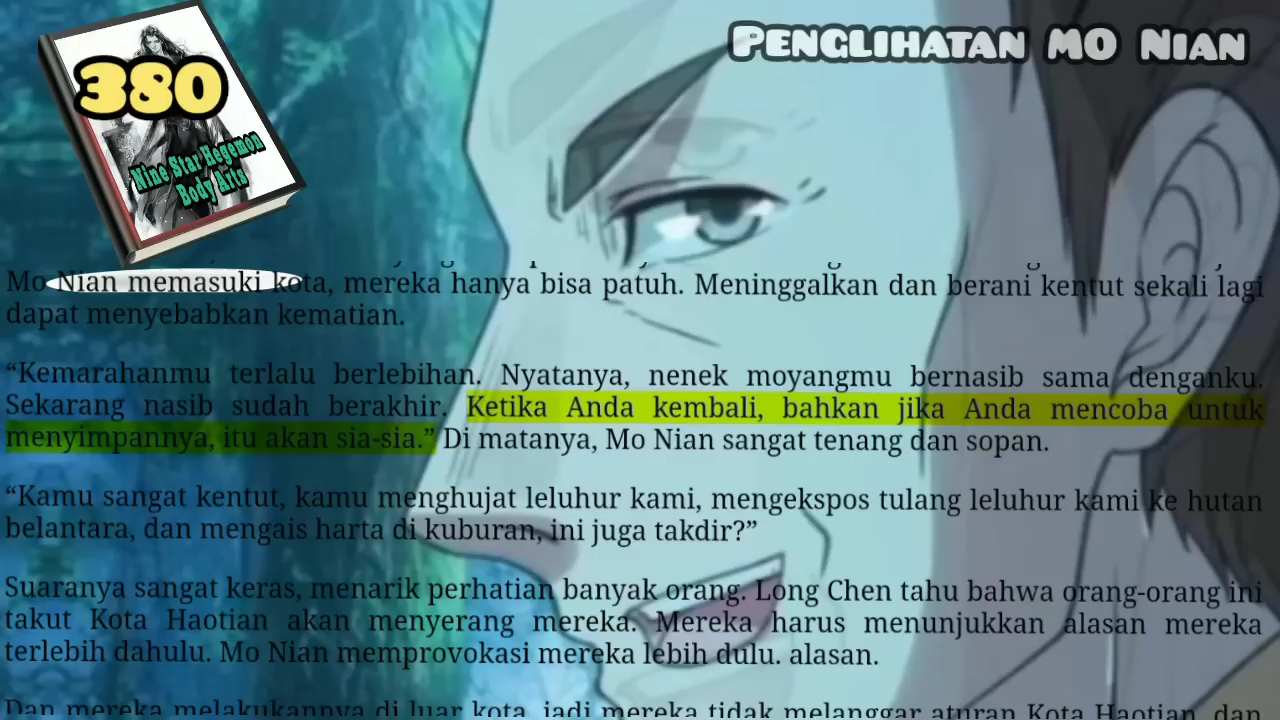 PENGLIHATAN MO NIAN
380
Nine Star Hegemon
Body Arts
Mo Nian memasuki kota, mereka hanya bisa patuh. Meninggalkan dan berani kentut sekali lagi
dapat menyebabkan kematian.
“Kemarahanmu terlalu berlebihan. Nyatanya, nenek moyangmu bernasib sama denganku.
Sekarang nasib sudah berakhir. Ketika Anda kembali, bahkan jika Anda mencoba untuk
menyimpannya, itu akan sia-sia.” Di matanya, Mo Nian sangat tenang dan sopan.
“Kamu sangat kentut, kamu menghujat leluhur kami, mengekspos tulang leluhur kami ke hutan
belantara, dan mengais harta di kuburan, ini juga takdir?”
Suaranya sangat keras, menarik perhatian banyak orang. Long Chen tahu bahwa orang-orang ini
takut Kota Haotian akan menyerang mereka. Mereka harus menunjukkan alasan mereka
terlebih dahulu. Mo Nian memprovokasi mereka lebih dulu. alasan.
Dan mereka melakukannya di luar kota, jadi mereka tidak melanggar aturan Kota Haotian, dan